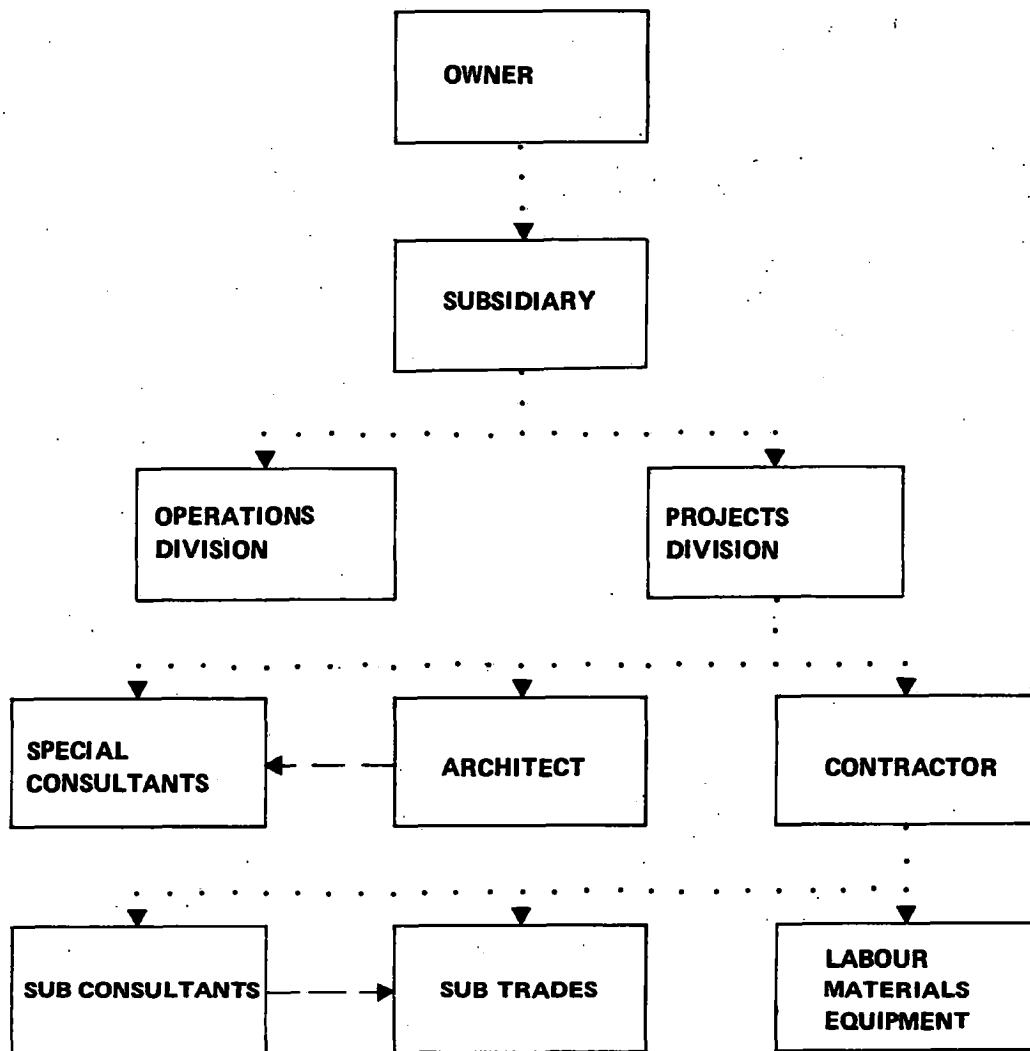 OWNER
SUBSIDIARY
OPERATIONS
DIVISION
PROJECTS
DIVISION
SPECIAL
CONSULTANTS
ARCHITECT
CONTRACTOR
SUB CONSULTANTS
SUB TRADES
LABOUR
MATERIALS
EQUIPMENT